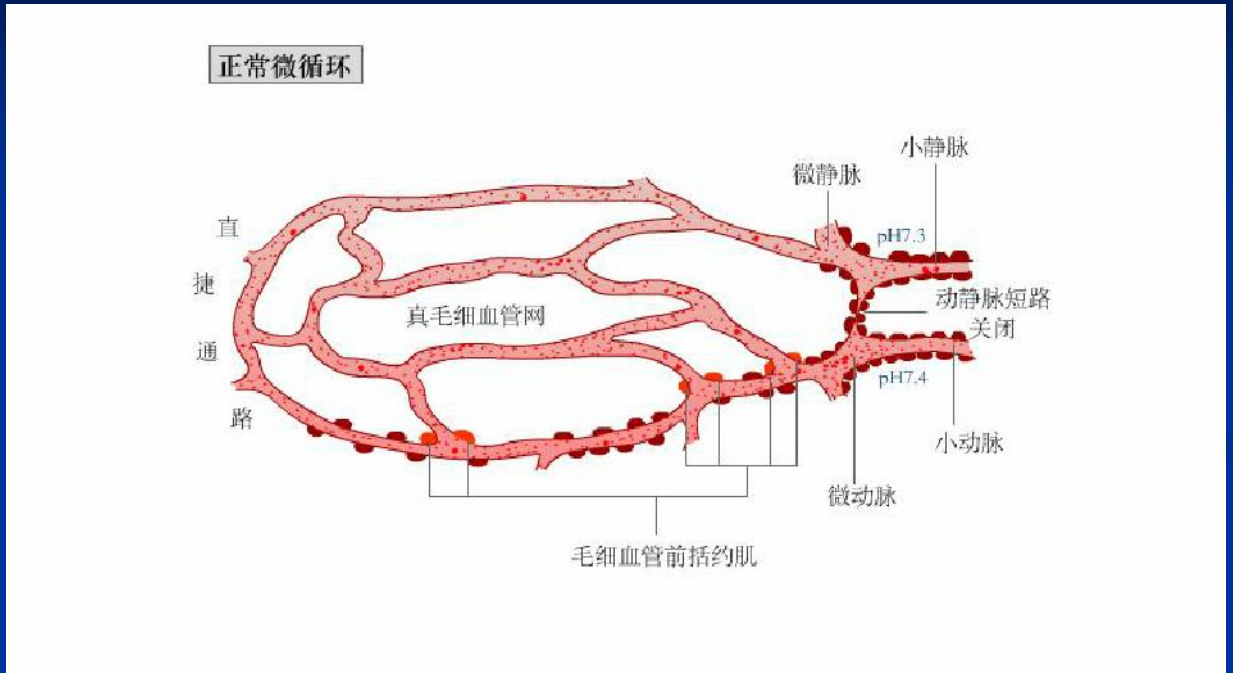 正常微循环
小静脉
微静脉
pH7.3
直捷通路
动静脉短路
关闭
真毛细血管网
pH7.4
小动脉
微动脉
毛细血管前括约肌